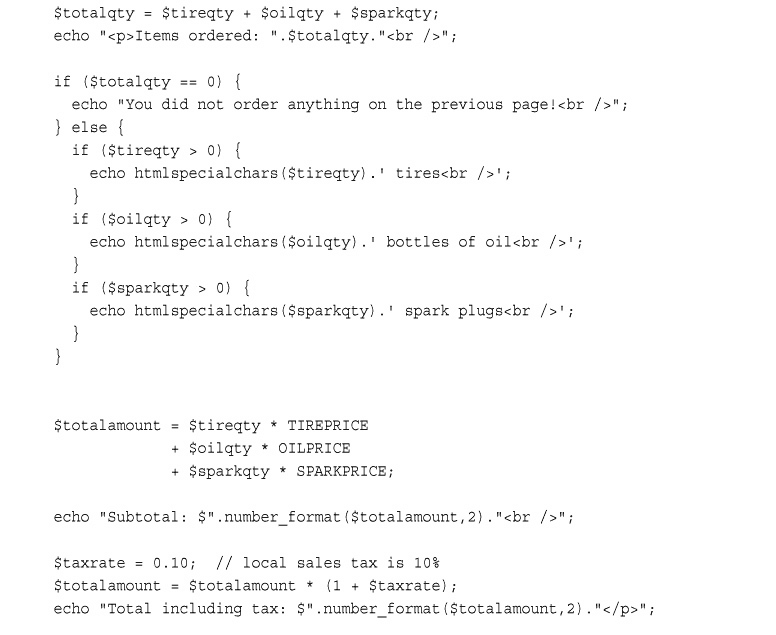 $totalqty = $tireqty + $oilqty + $sparkqty;
echo "<p>Items ordered: ".$totalqty."<br />";

if ($totalqty == 0) {
  echo "You did not order anything on the previous page!<br />";
} else {
  if ($tireqty > 0) {
    echo htmlspecialchars($tireqty).' tires<br />';
  }
  if ($oilqty > 0) {
    echo htmlspecialchars($oilqty).' bottles of oil<br />';
  }
  if ($sparkqty > 0) {
    echo htmlspecialchars($sparkqty).' spark plugs<br />';
  }
}

$totalamount = $tireqty * TIREPRICE
             + $oilqty * OILPRICE
             + $sparkqty * SPARKPRICE;

echo "Subtotal: $".number_format($totalamount,2)."<br />";

$taxrate = 0.10;  // local sales tax is 10%
$totalamount = $totalamount * (1 + $taxrate);
echo "Total including tax: $".number_format($totalamount,2)."</p>";